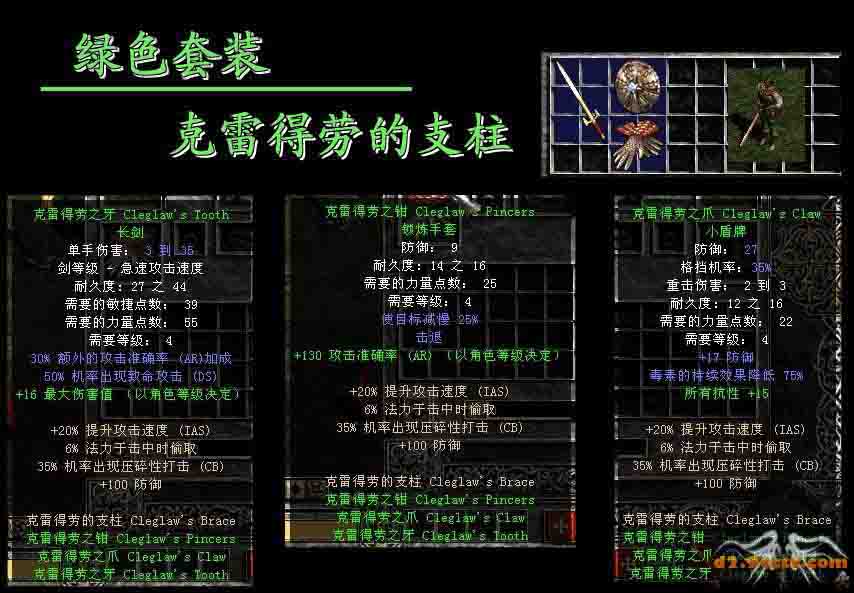 绿色套装
克雷得劳的支柱
克雷得劳之牙 Cleglaw's Tooth
长剑
单手伤害: 3 到 35
剑等级 - 急速攻击速度
耐久度: 27 之 44
需要的敏捷点数: 39
需要的力量点数: 55
需要等级: 4
30% 额外的攻击准确率 (AR)加成
50% 机率出现致命攻击 (DS)
+16 最大伤害值 (以角色等级决定)
+20% 提升攻击速度 (IAS)
6% 法力于击中时偷取
35% 机率出现压碎性打击 (CB)
+100 防御
克雷得劳的支柱 Cleglaw's Brace
克雷得劳之钳 Cleglaw's Pincers
克雷得劳之爪 Cleglaw's Claw
克雷得劳之牙 Cleglaw's Tooth
克雷得劳之钳 Cleglaw's Pincers
锁炼手套
防御: 9
耐久度: 14 之 16
需要的力量点数: 25
需要等级: 4
使目标减慢 25%
击退
+130 攻击准确率 (AR) (以角色等级决定)
+20% 提升攻击速度 (IAS)
6% 法力于击中时偷取
35% 机率出现压碎性打击 (CB)
+100 防御
克雷得劳的支柱 Cleglaw's Brace
克雷得劳之钳 Cleglaw's Pincers
克雷得劳之爪 Cleglaw's Claw
克雷得劳之牙 Cleglaw's Tooth
克雷得劳之爪 Cleglaw's Claw
小盾牌
防御: 27
格挡机率: 35%
重击伤害: 2 到 3
耐久度: 12 之 16
需要的力量点数: 22
需要等级: 4
+17 防御
毒素的持续效果降低 75%
所有抗性 +15
+20% 提升攻击速度 (IAS)
6% 法力于击中时偷取
35% 机率出现压碎性打击 (CB)
+100 防御
克雷得劳的支柱 Cleglaw's Brace
克雷得劳之钳
克雷得劳之爪
克雷得劳之牙